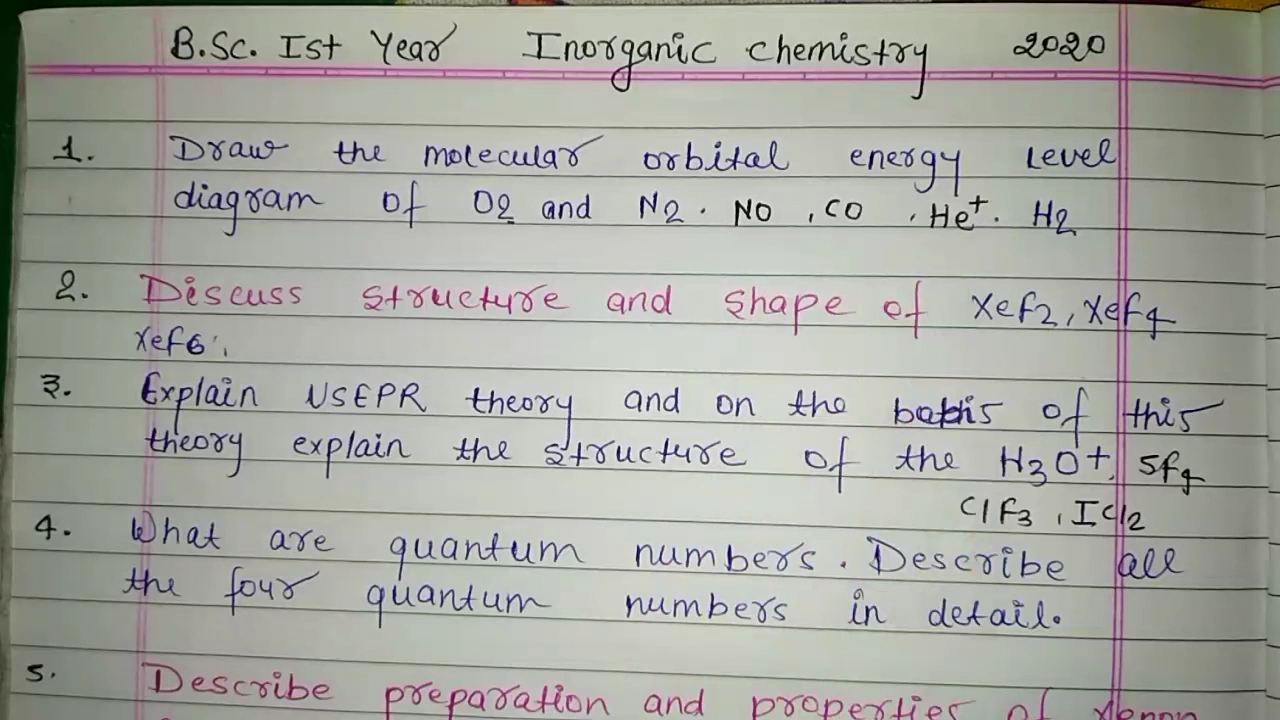 B.Sc. Ist Year Inorganic chemistry 2020
1. Draw the molecular orbital energy level
diagram of O2 and N2. NO , CO , He+. H2
2. Discuss structure and shape of Xef2, Xef4
Xef6.
3. Explain VSEPR theory and on the basis of this
theory explain the structure of the H3O+, Sf4
ClF3 , ICl2
4. What are quantum numbers. Describe all
the four quantum numbers in detail.
5. Describe preparation and properties of xenon